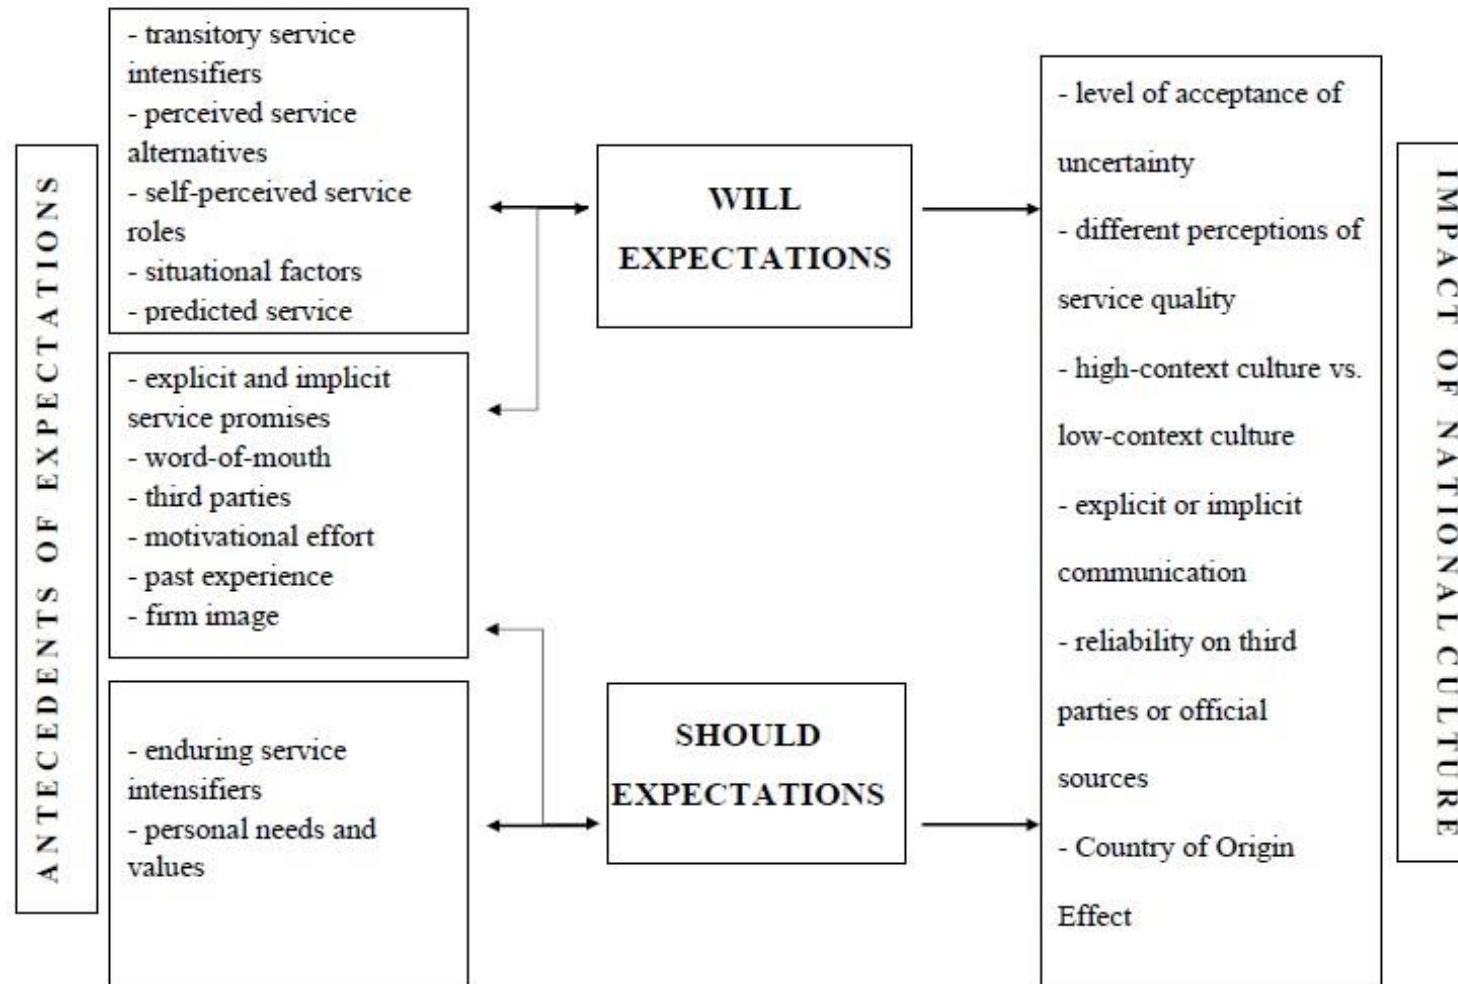 ANTECEDENTS OF EXPECTATIONS
- transitory service
intensifiers
- perceived service
alternatives
- self-perceived service
roles
- situational factors
- predicted service
- explicit and implicit
service promises
- word-of-mouth
- third parties
- motivational effort
- past experience
- firm image
- enduring service
intensifiers
- personal needs and
values
WILL
EXPECTATIONS
SHOULD
EXPECTATIONS
- level of acceptance of
uncertainty
- different perceptions of
service quality
- high-context culture vs.
low-context culture
- explicit or implicit
communication
- reliability on third
parties or official
sources
- Country of Origin
Effect
IMPACT OF NATIONAL CULTURE